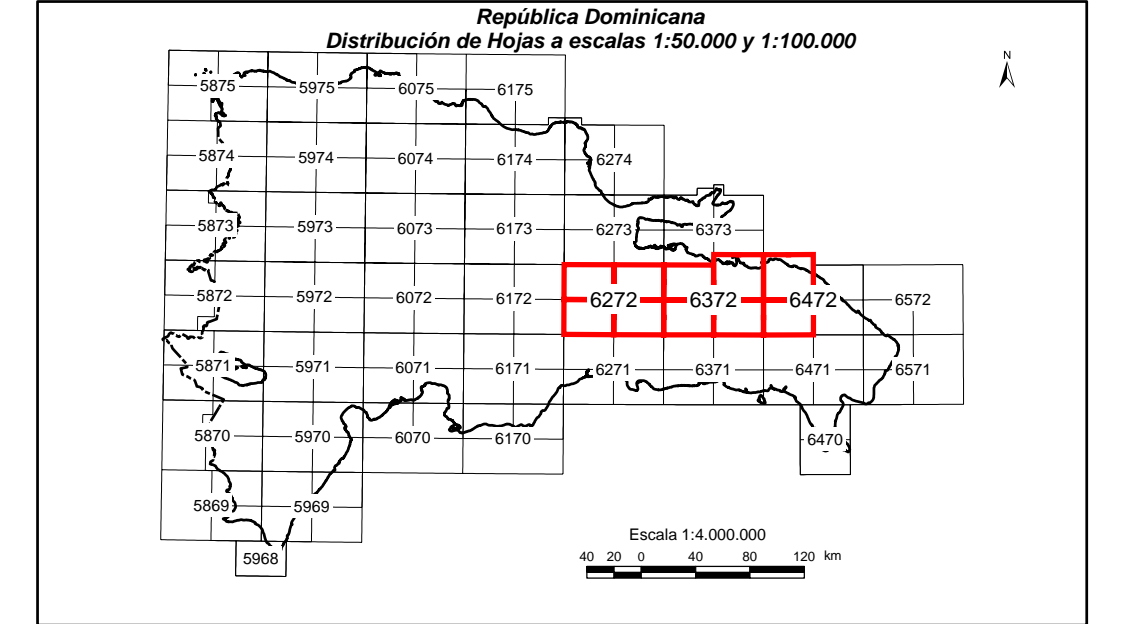 República Dominicana
Distribución de Hojas a escalas 1:50.000 y 1:100.000
N
5875 5975 6075 6175
5874 5974 6074 6174 6274
5873 5973 6073 6173 6273 6373
5872 5972 6072 6172 6272 6372 6472 6572
5871 5971 6071 6171 6271 6371 6471 6571
5870 5970 6070 6170 6470
5869 5969
5968
Escala 1:4.000.000
40 20 0 40 80 120 km